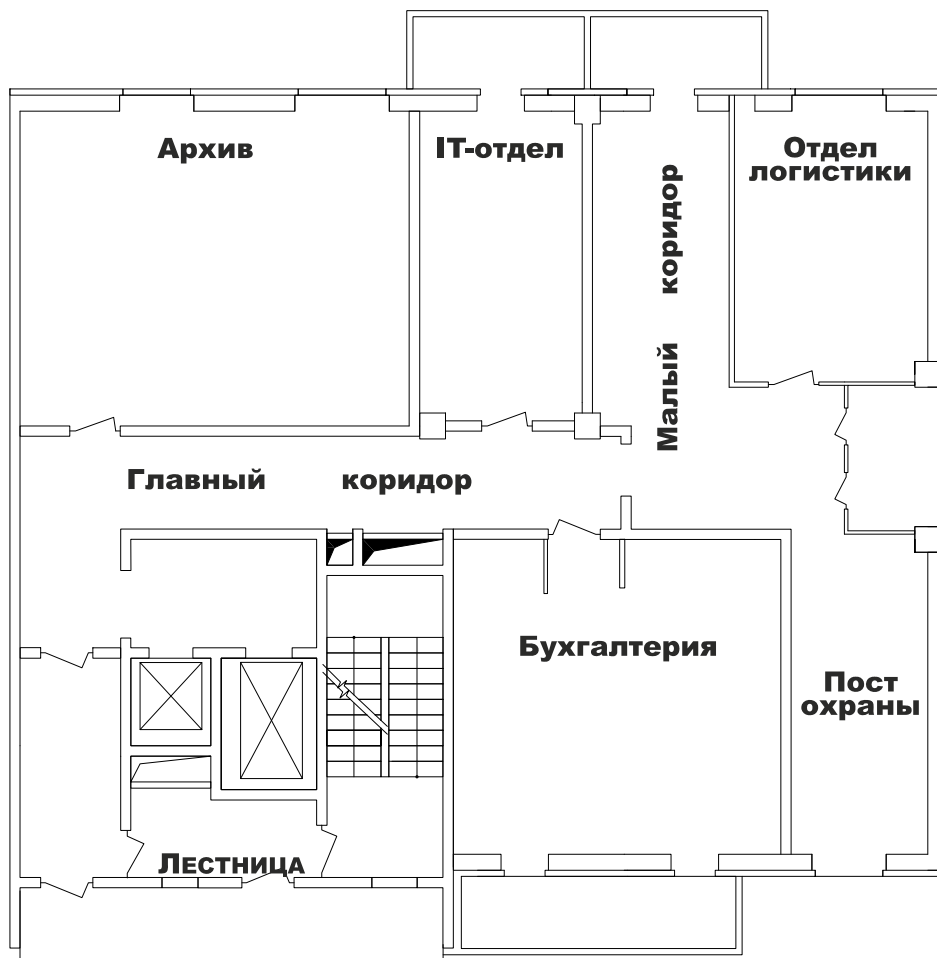 Архив
IT-отдел
Отдел
логистики
Малый коридор
Главный коридор
Бухгалтерия
Пост
охраны
Лестница